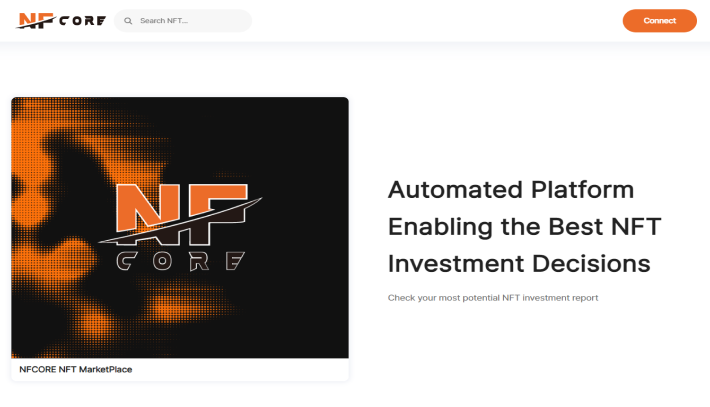 NF CORE
Search NFT...
Connect
NF
CORE
NFCORE NFT MarketPlace
Automated Platform
Enabling the Best NFT
Investment Decisions
Check your most potential NFT investment report